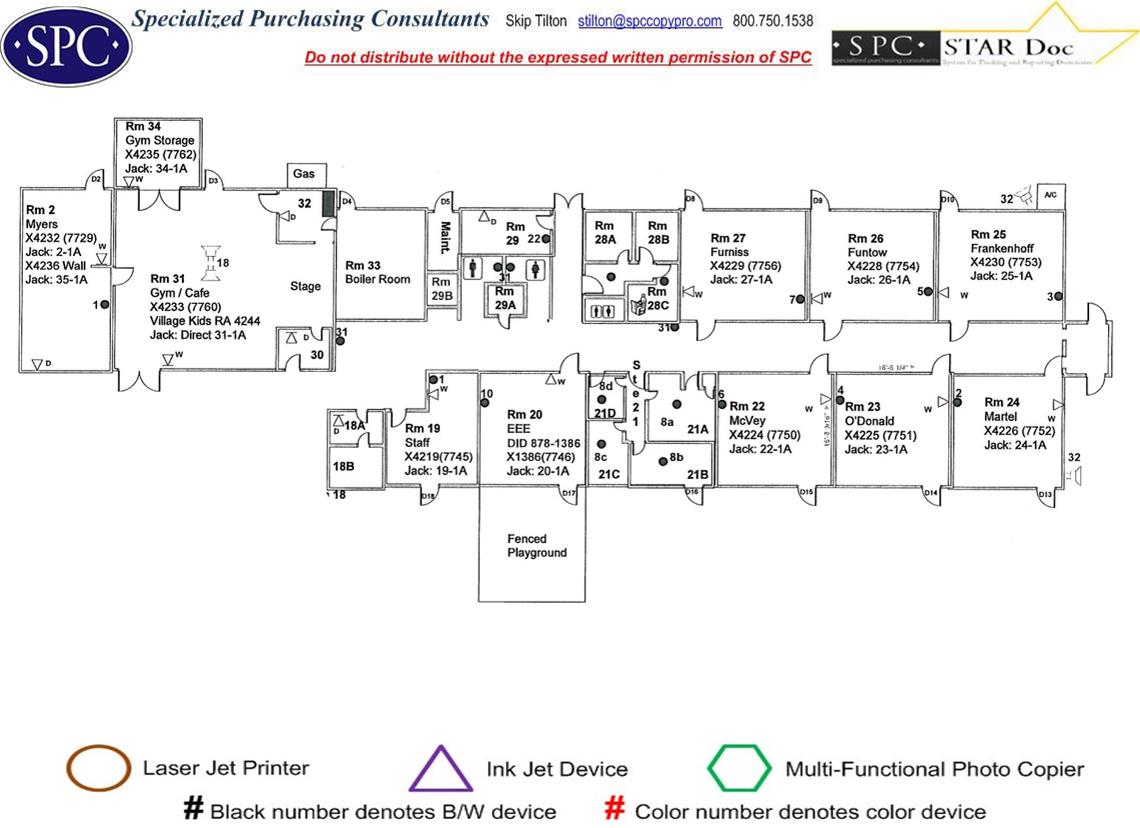 SPC
Specialized Purchasing Consultants Skip Tilton stilton@spccopypro.com 800.750.1538
Do not distribute without the expressed written permission of SPC
· S P C · STAR Doc
specialized purchasing consultants
System for Tracking and Reporting Documents
Rm 34
Gym Storage
X4235 (7762)
Jack: 34-1A
W
D2
D3
Gas
Rm 2
Myers
X4232 (7729)
Jack: 2-1A
X4236 Wall
Jack: 35-1A
W
1
D
18
Rm 31
Gym / Cafe
X4233 (7760)
Village Kids RA 4244
Jack: Direct 31-1A
W
32
D
Stage
D
30
31
D4
Rm 33
Boiler Room
D5
Maint.
Rm
29B
D
Rm
29
22
31
Rm
29A
Rm
28A
Rm
28B
Rm
28C
31
D8
Rm 27
Furniss
X4229 (7756)
Jack: 27-1A
W
7
D9
Rm 26
Funtow
X4228 (7754)
Jack: 26-1A
W
5
D10
32
A/C
Rm 25
Frankenhoff
X4230 (7753)
Jack: 25-1A
W
3
D
18A
18B
18
1
W
Rm 19
Staff
X4219(7745)
Jack: 19-1A
D18
10
W
Rm 20
EEE
DID 878-1386
X1386(7746)
Jack: 20-1A
D17
8d
21D
8c
21C
Ste 21
8a
21A
8b
21B
D16
6
Rm 22
McVey
X4224 (7750)
Jack: 22-1A
W
D15
16'-6 1/4"
4
Rm 23
O'Donald
X4225 (7751)
Jack: 23-1A
W
D14
2
Rm 24
Martel
X4226 (7752)
Jack: 24-1A
W
D13
32
Fenced
Playground
Laser Jet Printer
Ink Jet Device
Multi-Functional Photo Copier
# Black number denotes B/W device
# Color number denotes color device